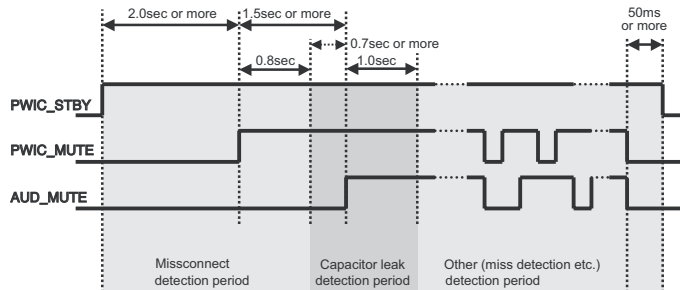 2.0sec or more
1.5sec or more
50ms
or more
0.7sec or more
0.8sec
1.0sec
PWIC_STBY
PWIC_MUTE
AUD_MUTE
Missconnect
detection period
Capacitor leak
detection period
Other (miss detection etc.)
detection period